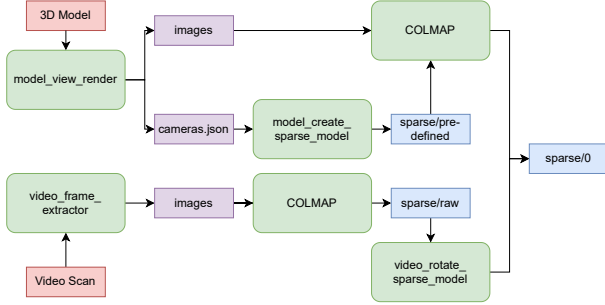 3D Model
images
COLMAP
model_view_render
cameras.json
model_create_
sparse_model
sparse/pre-
defined
sparse/0
video_frame_
extractor
images
COLMAP
sparse/raw
Video Scan
video_rotate_
sparse_model